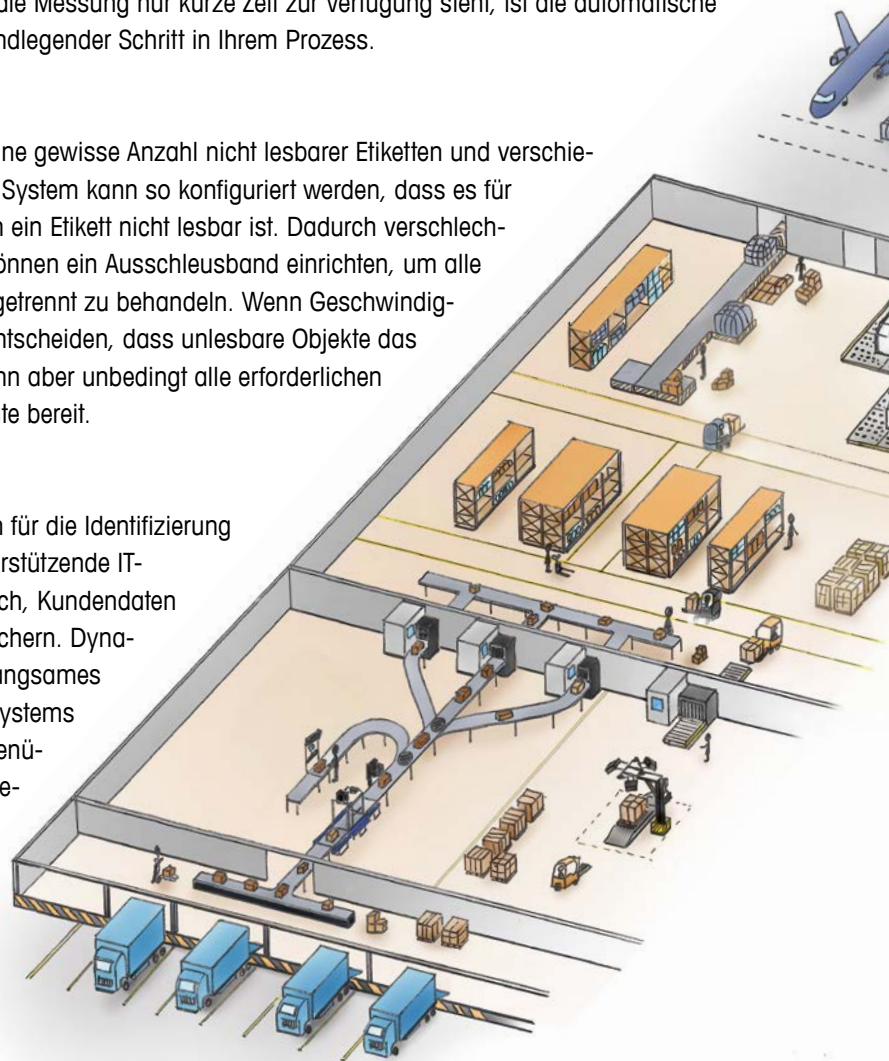 die Messung nur kurze Zeit zur Verfügung steht, ist die automatische
ndlegender Schritt in Ihrem Prozess.
ne gewisse Anzahl nicht lesbarer Etiketten und verschie-
System kann so konfiguriert werden, dass es für
n ein Etikett nicht lesbar ist. Dadurch verschlech-
önnen ein Ausschleusband einrichten, um alle
getrennt zu behandeln. Wenn Geschwindig-
ntscheiden, dass unlesbare Objekte das
nn aber unbedingt alle erforderlichen
te bereit.
n für die Identifizierung
rstützende IT-
ch, Kundendaten
chern. Dyna-
angsames
ystems
enü-
e-